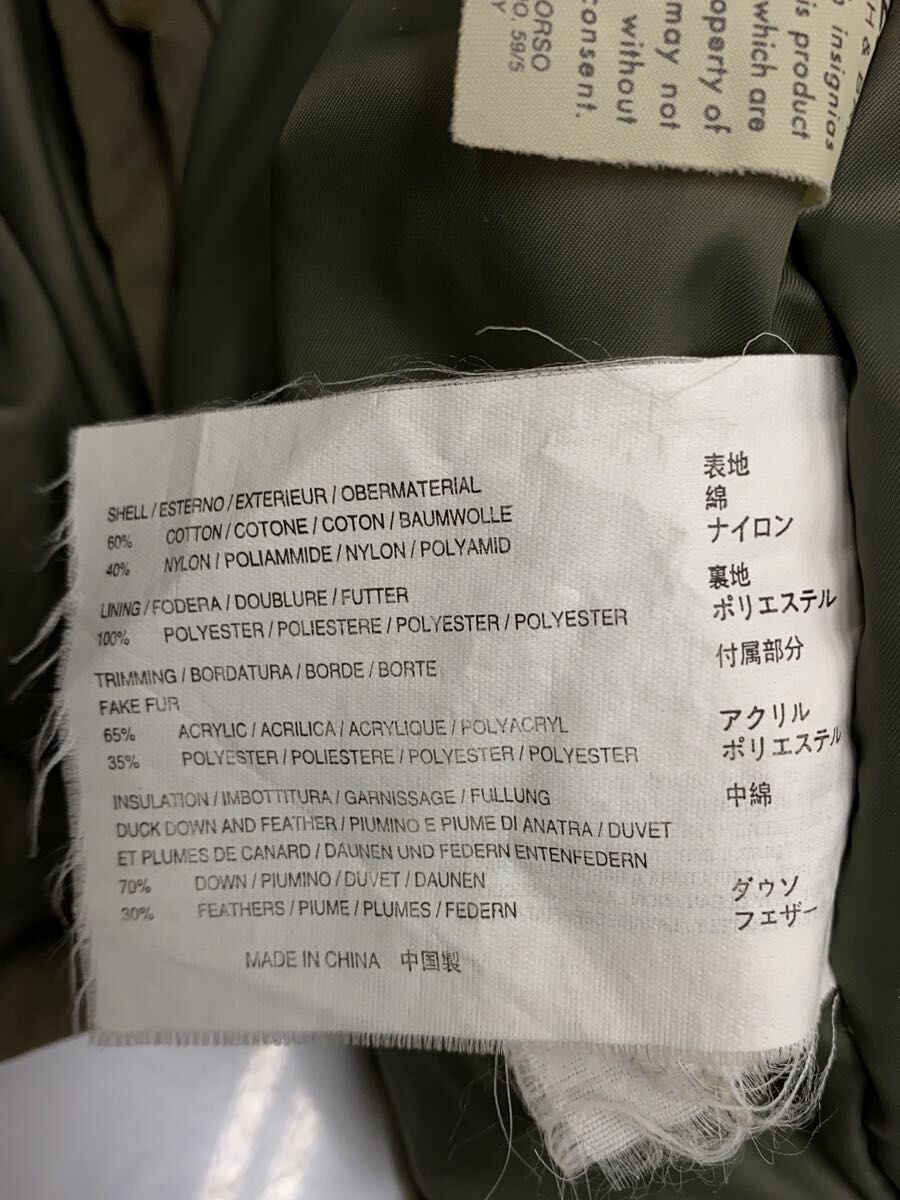 insignias
is product
which are
operty of
may not
without
consent.
ORSO
NO. 59/5
SHELL / ESTERNO / EXTERIEUR / OBERMATERIAL 表地
60% COTTON / COTONE / COTON / BAUMWOLLE 綿
40% NYLON / POLIAMMIDE / NYLON / POLYAMID ナイロン
LINING / FODERA / DOUBLURE / FUTTER 裏地
100% POLYESTER / POLIESTERE / POLYESTER / POLYESTER ポリエステル
TRIMMING / BORDATURA / BORDE / BORTE 付属部分
FAKE FUR
65% ACRYLIC / ACRILICA / ACRYLIQUE / POLYACRYL アクリル
35% POLYESTER / POLIESTERE / POLYESTER / POLYESTER ポリエステル
INSULATION / IMBOTTITURA / GARNISSAGE / FULLUNG 中綿
DUCK DOWN AND FEATHER / PIUMINO E PIUME DI ANATRA / DUVET
ET PLUMES DE CANARD / DAUNEN UND FEDERN ENTENFEDERN
70% DOWN / PIUMINO / DUVET / DAUNEN ダウソ
30% FEATHERS / PIUME / PLUMES / FEDERN フエザー
MADE IN CHINA 中国製